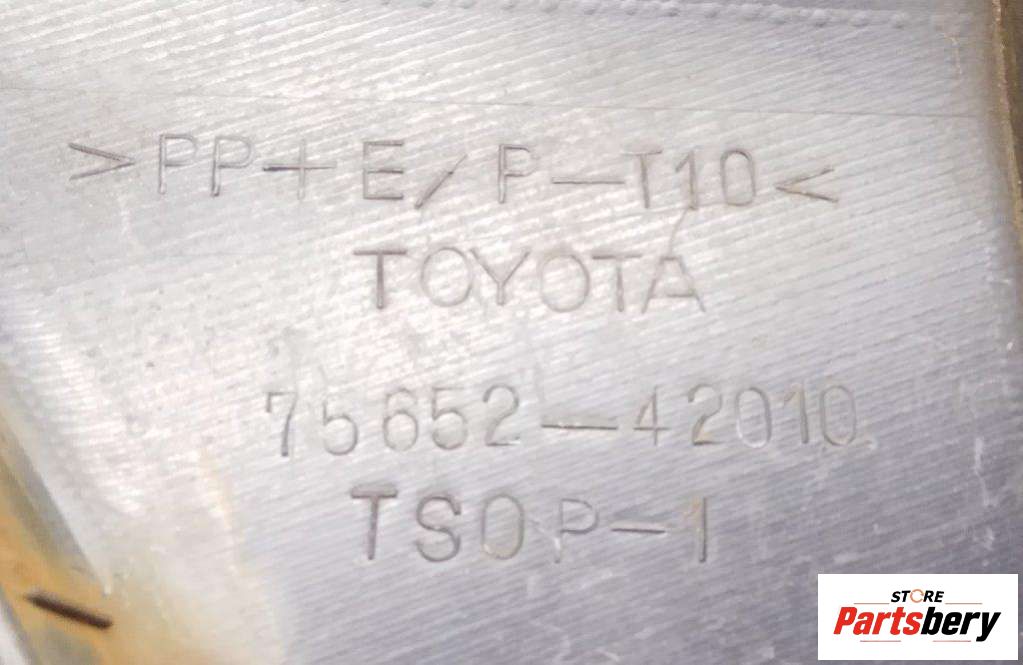 >PP+E/P-T10<
TOYOTA
75652-42010
TSOP-1
STORE
Partsbery